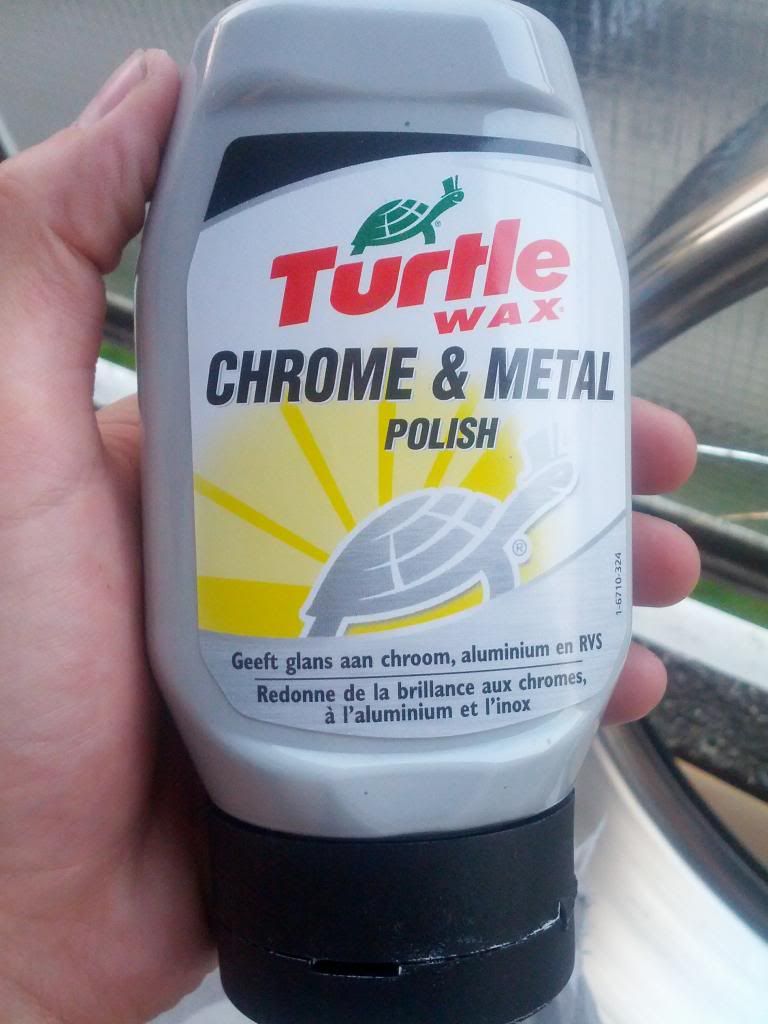 Turtle
WAX®
CHROME & METAL
POLISH
®
1-6710-324
Geeft glans aan chroom, aluminium en RVS
Redonne de la brillance aux chromes,
à l'aluminium et l'inox